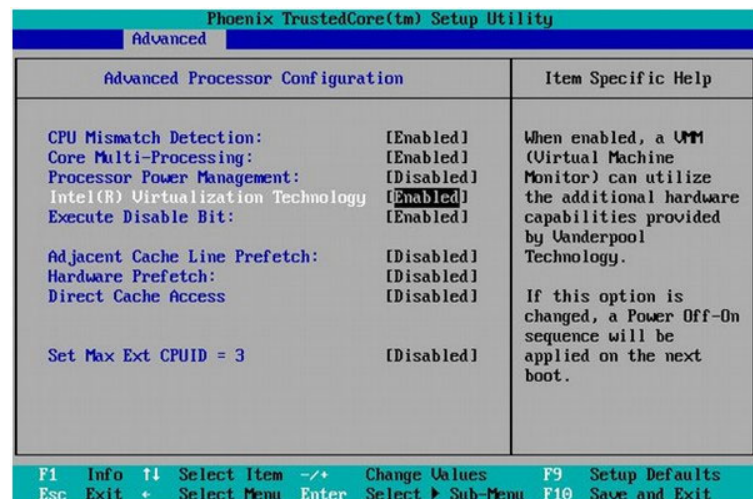 Phoenix TrustedCore(tm) Setup Utility
Advanced
Advanced Processor Configuration
Item Specific Help
CPU Mismatch Detection: [Enabled]
Core Multi-Processing: [Enabled]
Processor Power Management: [Disabled]
Intel(R) Virtualization Technology [Enabled]
Execute Disable Bit: [Enabled]
Adjacent Cache Line Prefetch: [Disabled]
Hardware Prefetch: [Disabled]
Direct Cache Access [Disabled]
Set Max Ext CPUID = 3 [Disabled]
When enabled, a VMM
(Virtual Machine
Monitor) can utilize
the additional hardware
capabilities provided
by Vanderpool
Technology.
If this option is
changed, a Power Off-On
sequence will be
applied on the next
boot.
F1 Info ↑↓ Select Item -/+ Change Values F9 Setup Defaults
Esc Exit ← Select Menu Enter Select ▶ Sub-Menu F10 Save and Exit